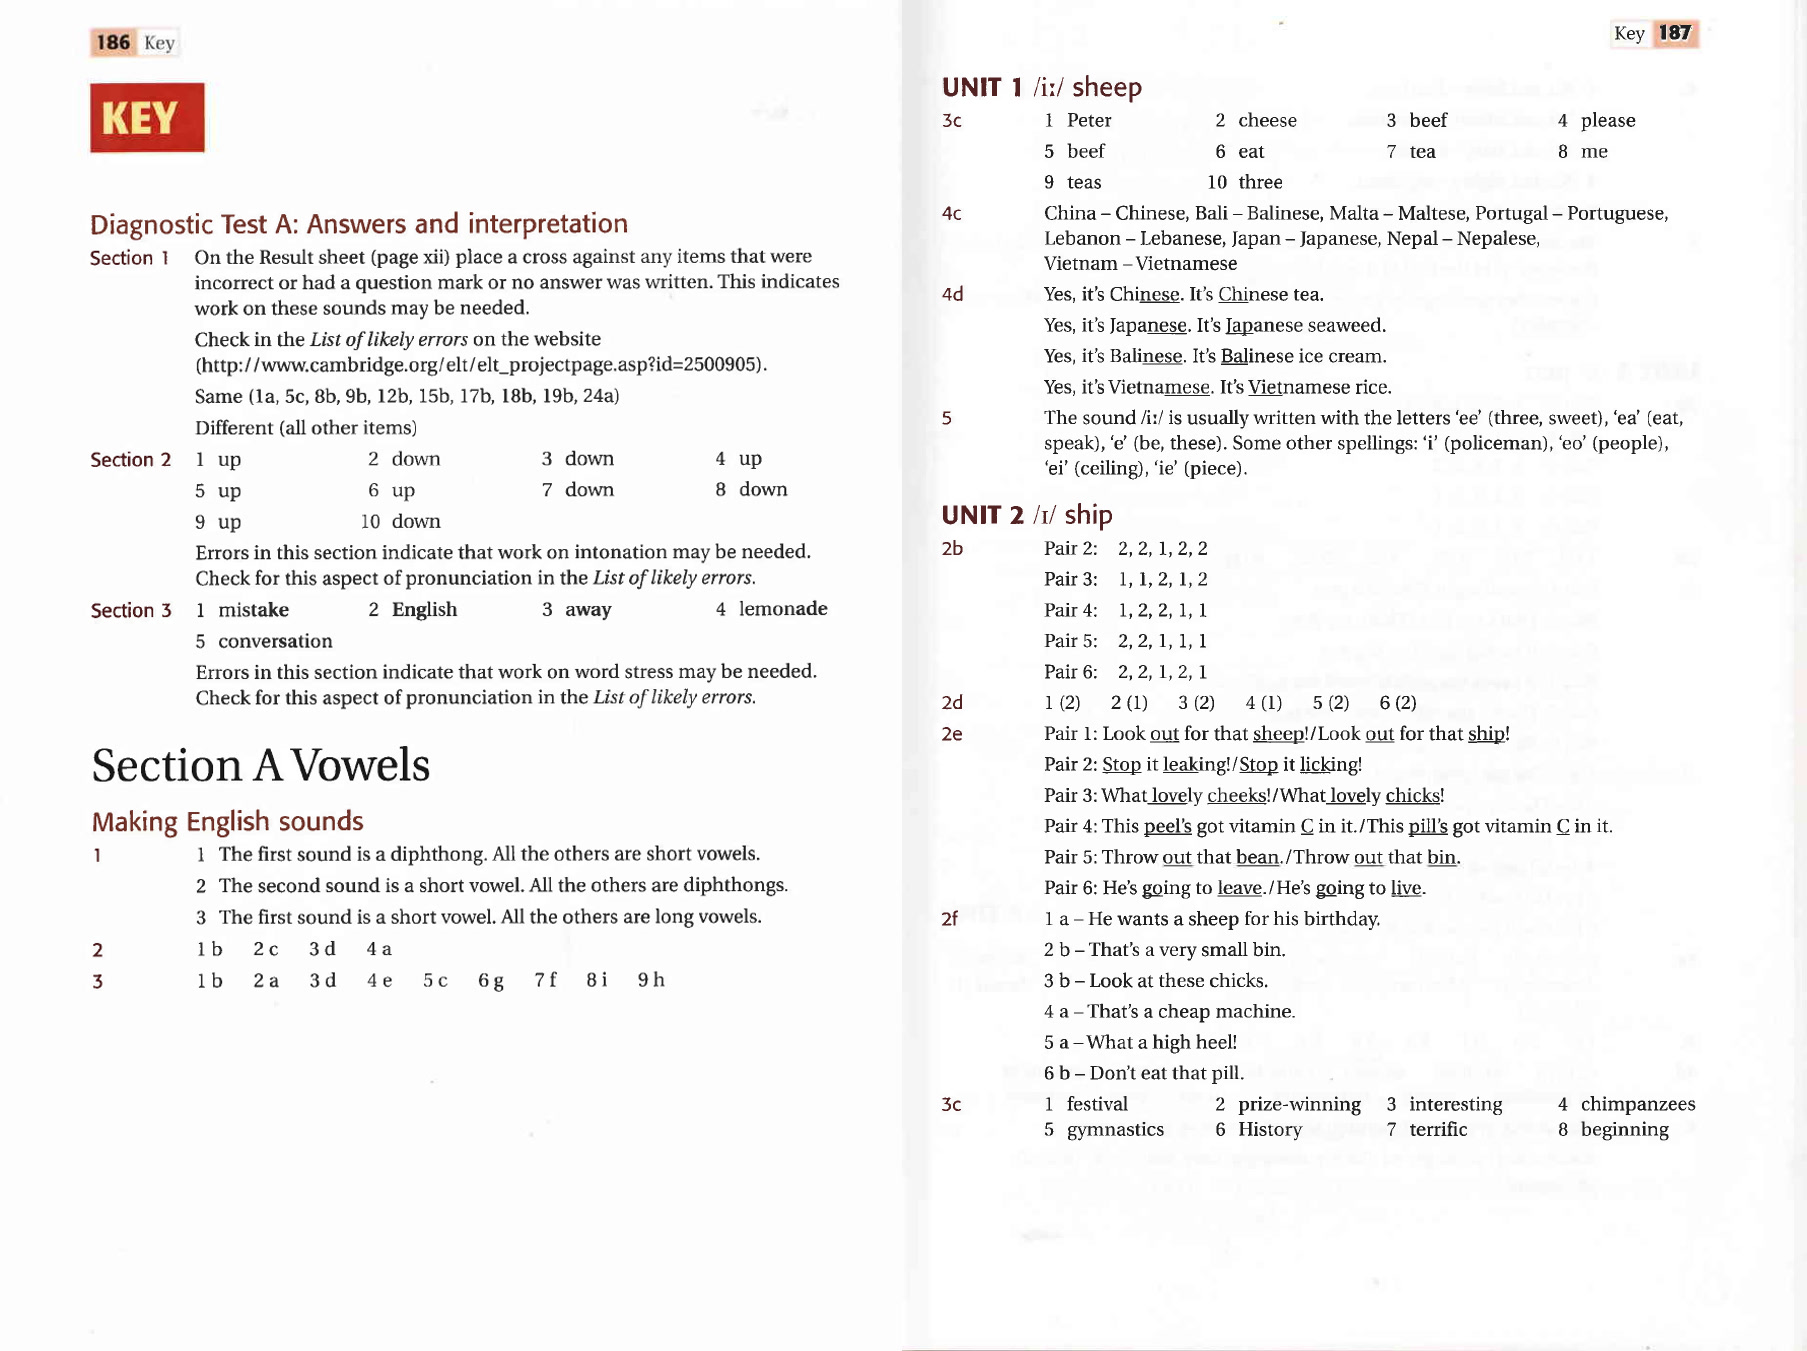 186 Key
KEY
Diagnostic Test A: Answers and interpretation
Section 1 On the Result sheet (page xii) place a cross against any items that were
incorrect or had a question mark or no answer was written. This indicates
work on these sounds may be needed.
Check in the List of likely errors on the website
(http://www.cambridge.org/elt/elt_projectpage.asp?id=2500905).
Same (1a, 5c, 8b, 9b, 12b, 15b, 17b, 18b, 19b, 24a)
Different (all other items)
Section 2 1 up 2 down 3 down 4 up
5 up 6 up 7 down 8 down
9 up 10 down
Errors in this section indicate that work on intonation may be needed.
Check for this aspect of pronunciation in the List of likely errors.
Section 3 1 mistake 2 English 3 away 4 lemonade
5 conversation
Errors in this section indicate that work on word stress may be needed.
Check for this aspect of pronunciation in the List of likely errors.
Section A Vowels
Making English sounds
1 1 The first sound is a diphthong. All the others are short vowels.
2 The second sound is a short vowel. All the others are diphthongs.
3 The first sound is a short vowel. All the others are long vowels.
2 1 b 2 c 3 d 4 a
3 1 b 2 a 3 d 4 e 5 c 6 g 7 f 8 i 9 h
Key 187
UNIT 1 /iː/ sheep
3c 1 Peter 2 cheese 3 beef 4 please
5 beef 6 eat 7 tea 8 me
9 teas 10 three
4c China – Chinese, Bali – Balinese, Malta – Maltese, Portugal – Portuguese,
Lebanon – Lebanese, Japan – Japanese, Nepal – Nepalese,
Vietnam – Vietnamese
4d Yes, it's Chinese. It's Chinese tea.
Yes, it's Japanese. It's Japanese seaweed.
Yes, it's Balinese. It's Balinese ice cream.
Yes, it's Vietnamese. It's Vietnamese rice.
5 The sound /iː/ is usually written with the letters 'ee' (three, sweet), 'ea' (eat,
speak), 'e' (be, these). Some other spellings: 'i' (policeman), 'eo' (people),
'ei' (ceiling), 'ie' (piece).
UNIT 2 /ɪ/ ship
2b Pair 2: 2, 2, 1, 2, 2
Pair 3: 1, 1, 2, 1, 2
Pair 4: 1, 2, 2, 1, 1
Pair 5: 2, 2, 1, 1, 1
Pair 6: 2, 2, 1, 2, 1
2d 1 (2) 2 (1) 3 (2) 4 (1) 5 (2) 6 (2)
2e Pair 1: Look out for that sheep!/Look out for that ship!
Pair 2: Stop it leaking!/Stop it licking!
Pair 3: What lovely cheeks!/What lovely chicks!
Pair 4: This peel's got vitamin C in it./This pill's got vitamin C in it.
Pair 5: Throw out that bean./Throw out that bin.
Pair 6: He's going to leave./He's going to live.
2f 1 a – He wants a sheep for his birthday.
2 b – That's a very small bin.
3 b – Look at these chicks.
4 a – That's a cheap machine.
5 a – What a high heel!
6 b – Don't eat that pill.
3c 1 festival 2 prize-winning 3 interesting 4 chimpanzees
5 gymnastics 6 History 7 terrific 8 beginning